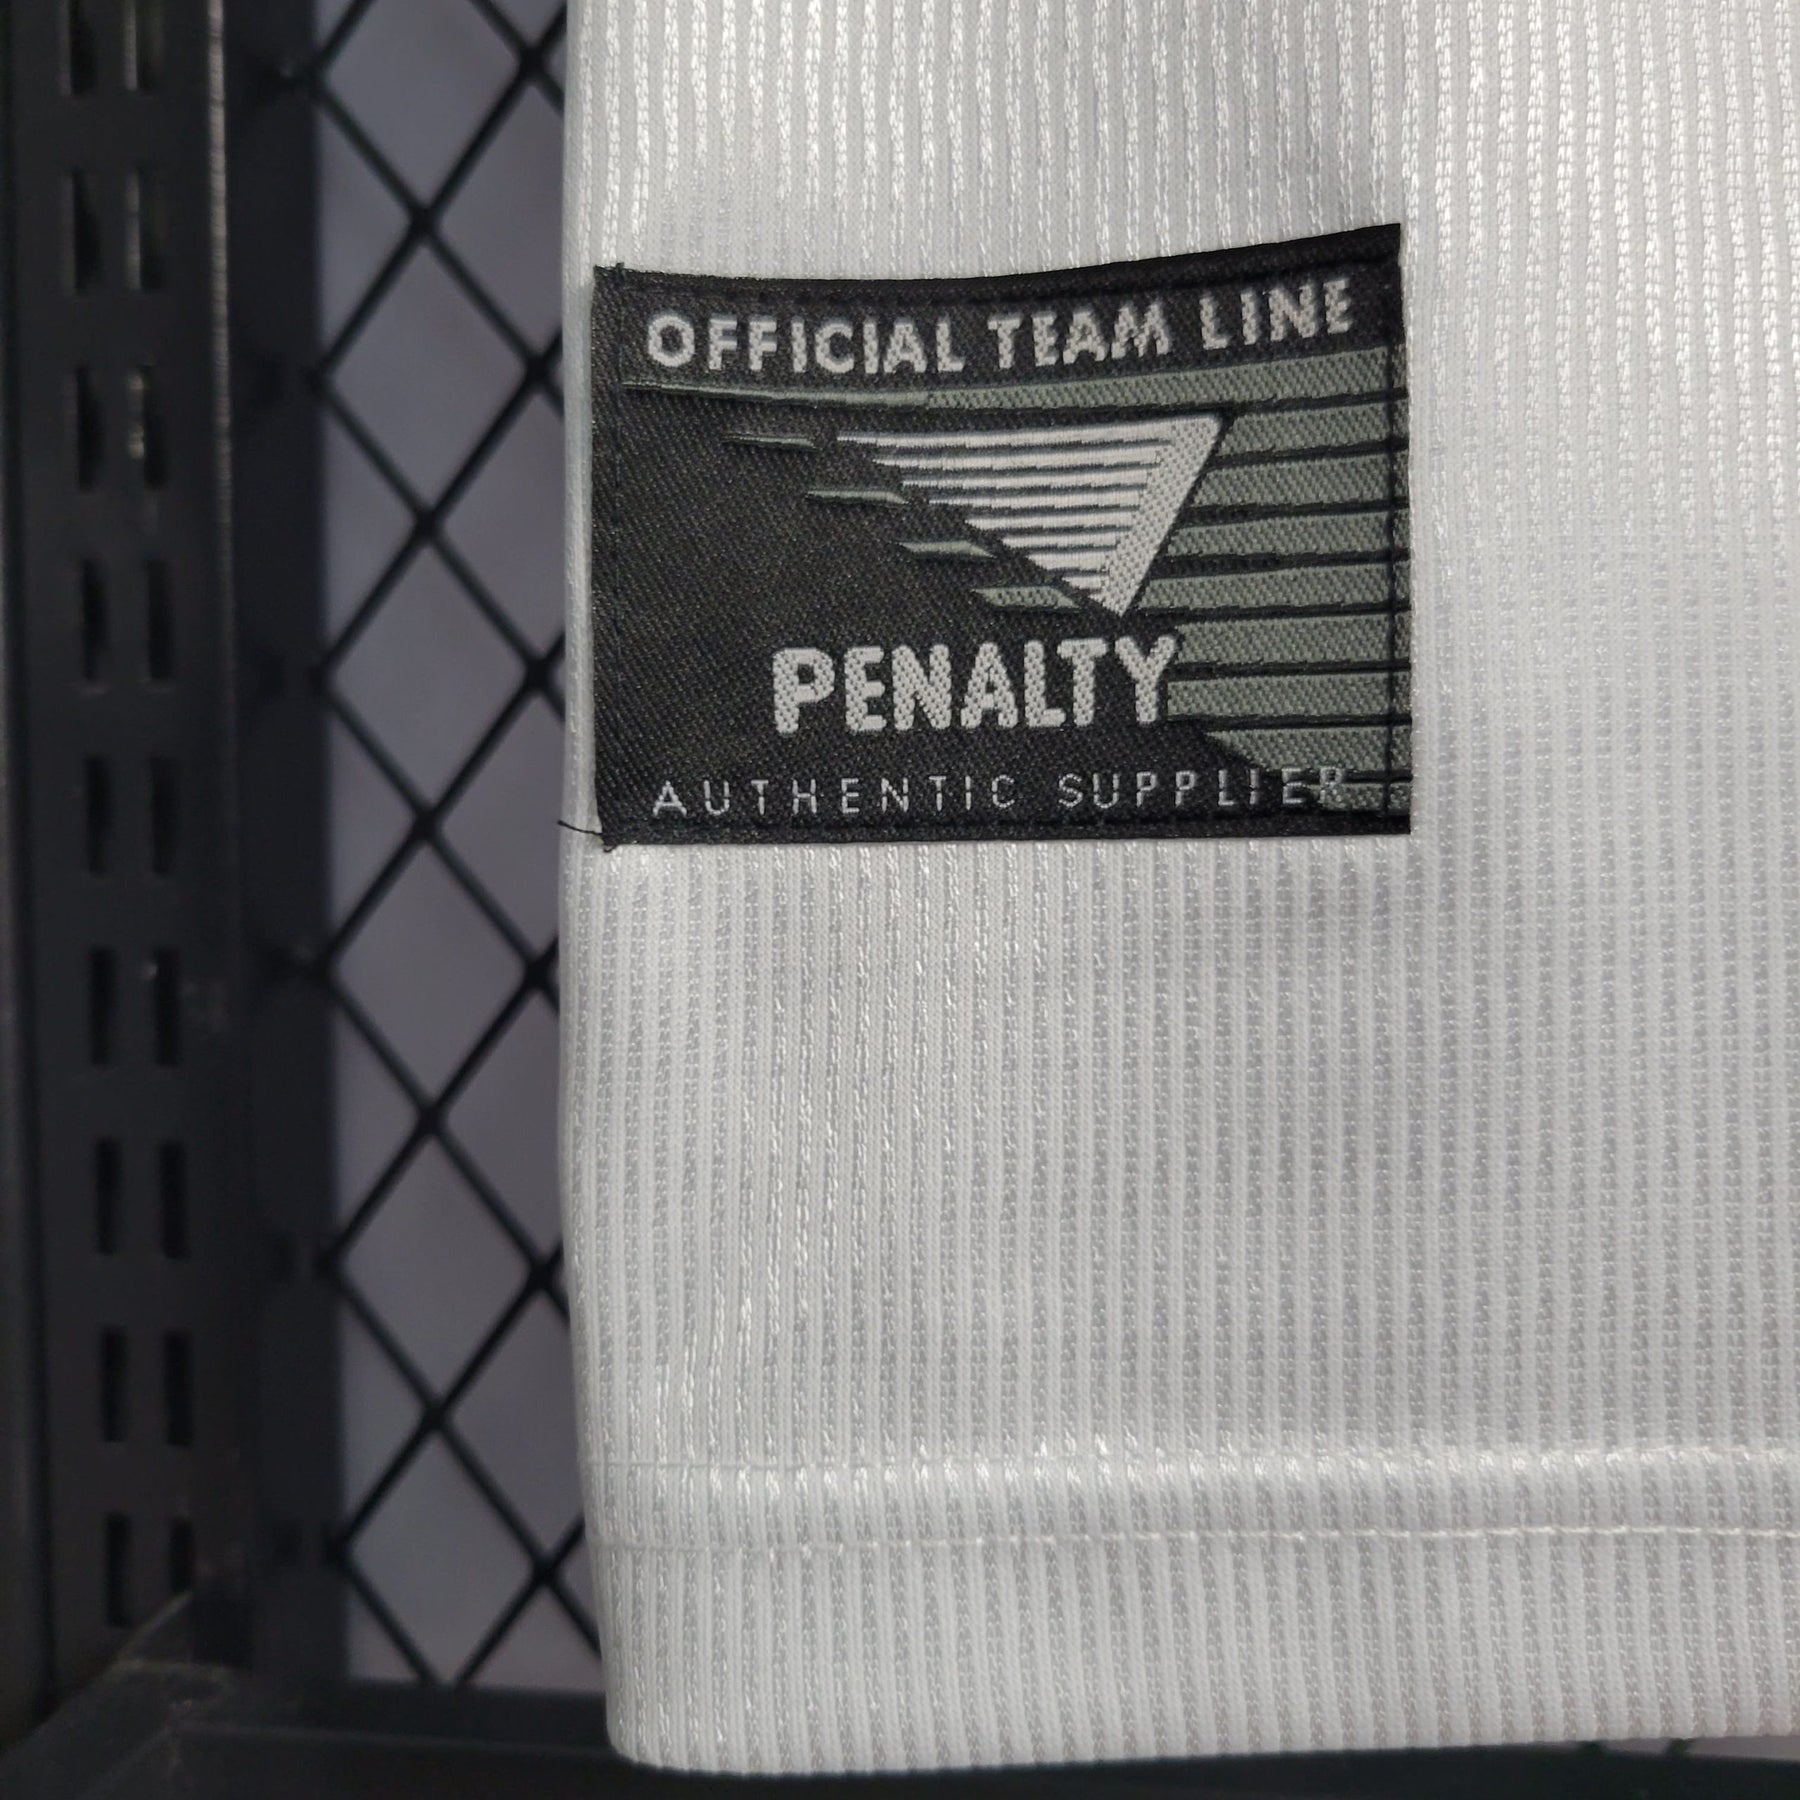 OFFICIAL TEAM LINE
PENALTY
AUTHENTIC SUPPLIER